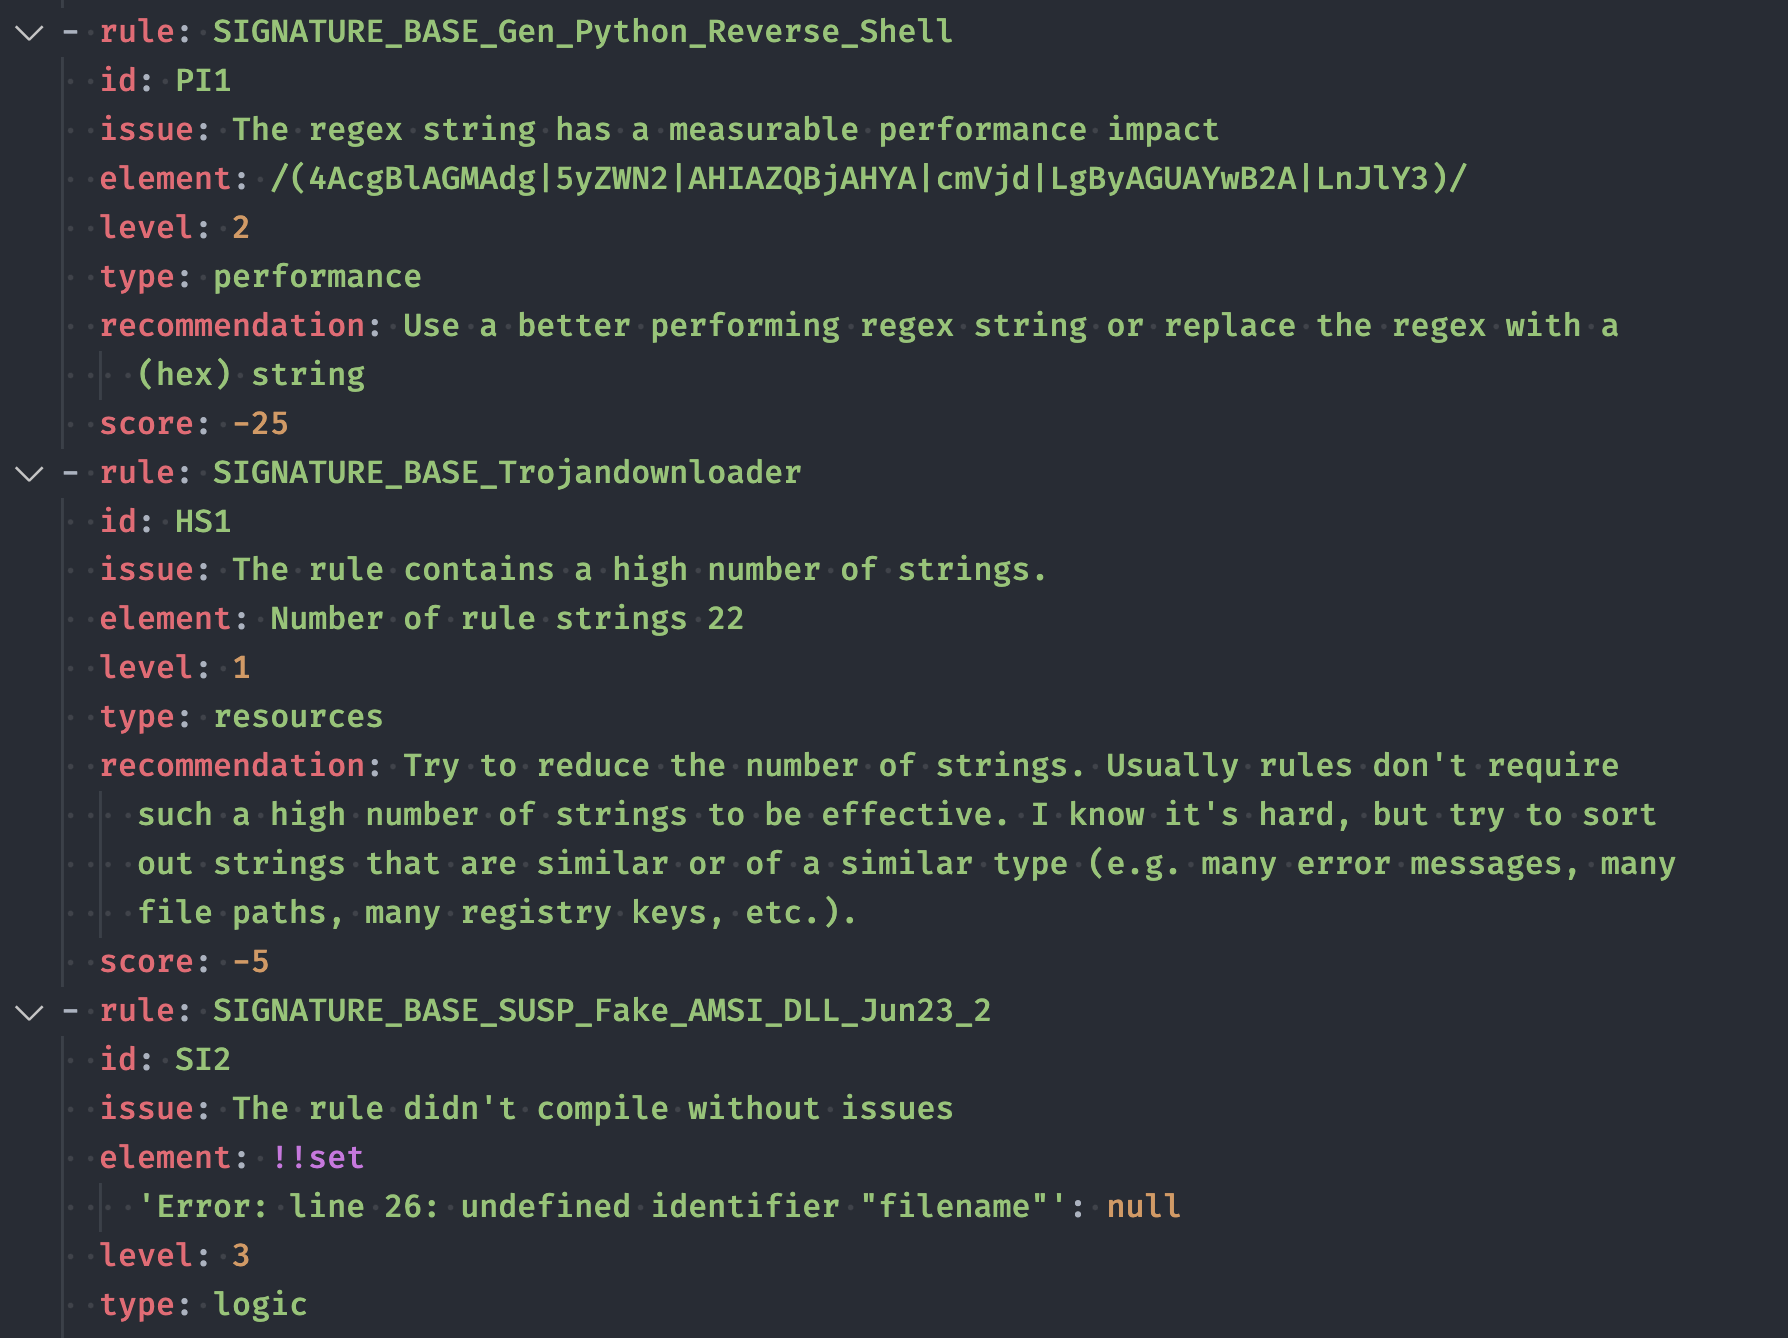 - rule: SIGNATURE_BASE_Gen_Python_Reverse_Shell
id: PI1
issue: The regex string has a measurable performance impact
element: /(4AcgBlAGMAdg|5yZWN2|AHIAZQBjAHYA|cmVjd|LgByAGUAYwB2A|LnJlY3)/
level: 2
type: performance
recommendation: Use a better performing regex string or replace the regex with a
(hex) string
score: -25
- rule: SIGNATURE_BASE_Trojandownloader
id: HS1
issue: The rule contains a high number of strings.
element: Number of rule strings 22
level: 1
type: resources
recommendation: Try to reduce the number of strings. Usually rules don't require
such a high number of strings to be effective. I know it's hard, but try to sort
out strings that are similar or of a similar type (e.g. many error messages, many
file paths, many registry keys, etc.).
score: -5
- rule: SIGNATURE_BASE_SUSP_Fake_AMSI_DLL_Jun23_2
id: SI2
issue: The rule didn't compile without issues
element: !!set
'Error: line 26: undefined identifier "filename"': null
level: 3
type: logic